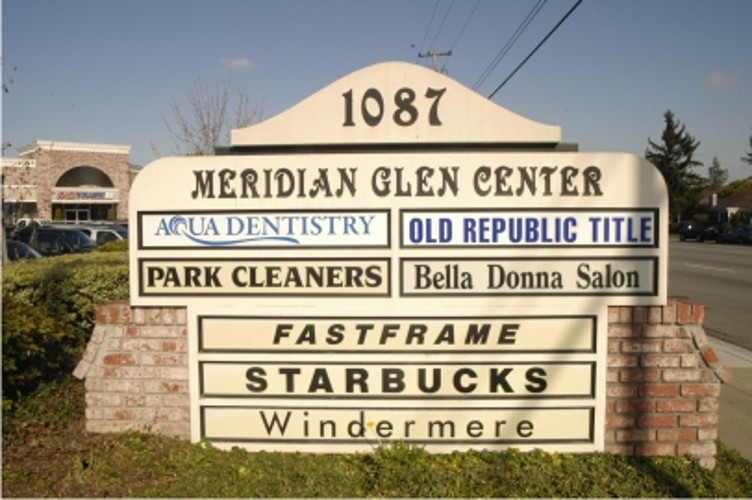 1087
MERIDIAN GLEN CENTER
AQUA DENTISTRY
OLD REPUBLIC TITLE
PARK CLEANERS
Bella Donna Salon
FASTFRAME
STARBUCKS
Windermere